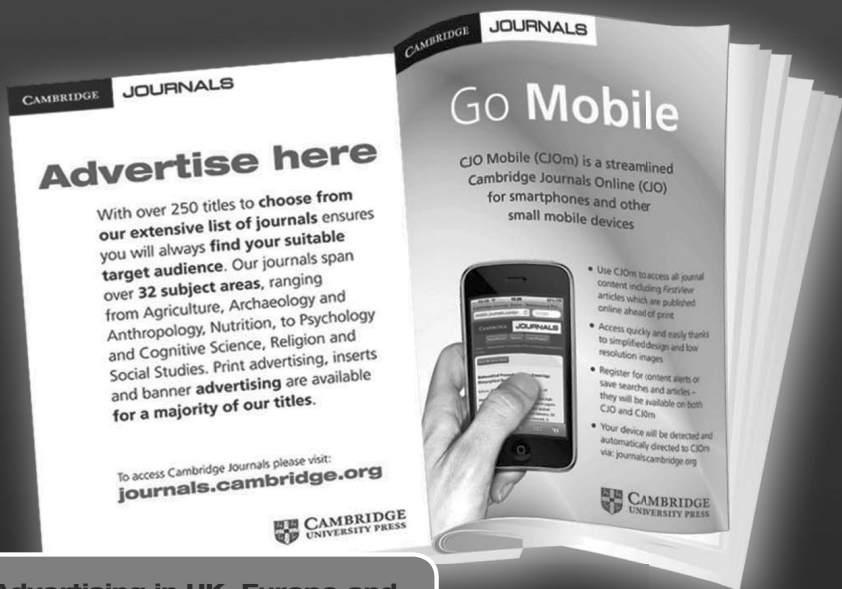 CAMBRIDGE JOURNALS
Advertise here
With over 250 titles to choose from
our extensive list of journals ensures
you will always find your suitable
target audience. Our journals span
over 32 subject areas, ranging
from Agriculture, Archaeology and
Anthropology, Nutrition, to Psychology
and Cognitive Science, Religion and
Social Studies. Print advertising, inserts
and banner advertising are available
for a majority of our titles.
To access Cambridge Journals please visit:
journals.cambridge.org
CAMBRIDGE
UNIVERSITY PRESS
CAMBRIDGE JOURNALS
Go Mobile
CJO Mobile (CJOm) is a streamlined
Cambridge Journals Online (CJO)
for smartphones and other
small mobile devices
CAMBRIDGE JOURNALS
• Use CJOm to access all journal
content including FirstView
articles which are published
online ahead of print
• Access quickly and easily thanks
to simplified design and low
resolution images
• Register for content alerts or
save searches and articles –
they will be available on both
CJO and CJOm
• Your device will be detected and
automatically directed to CJOm
via: journals.cambridge.org
CAMBRIDGE
UNIVERSITY PRESS
Advertising in UK, Europe and